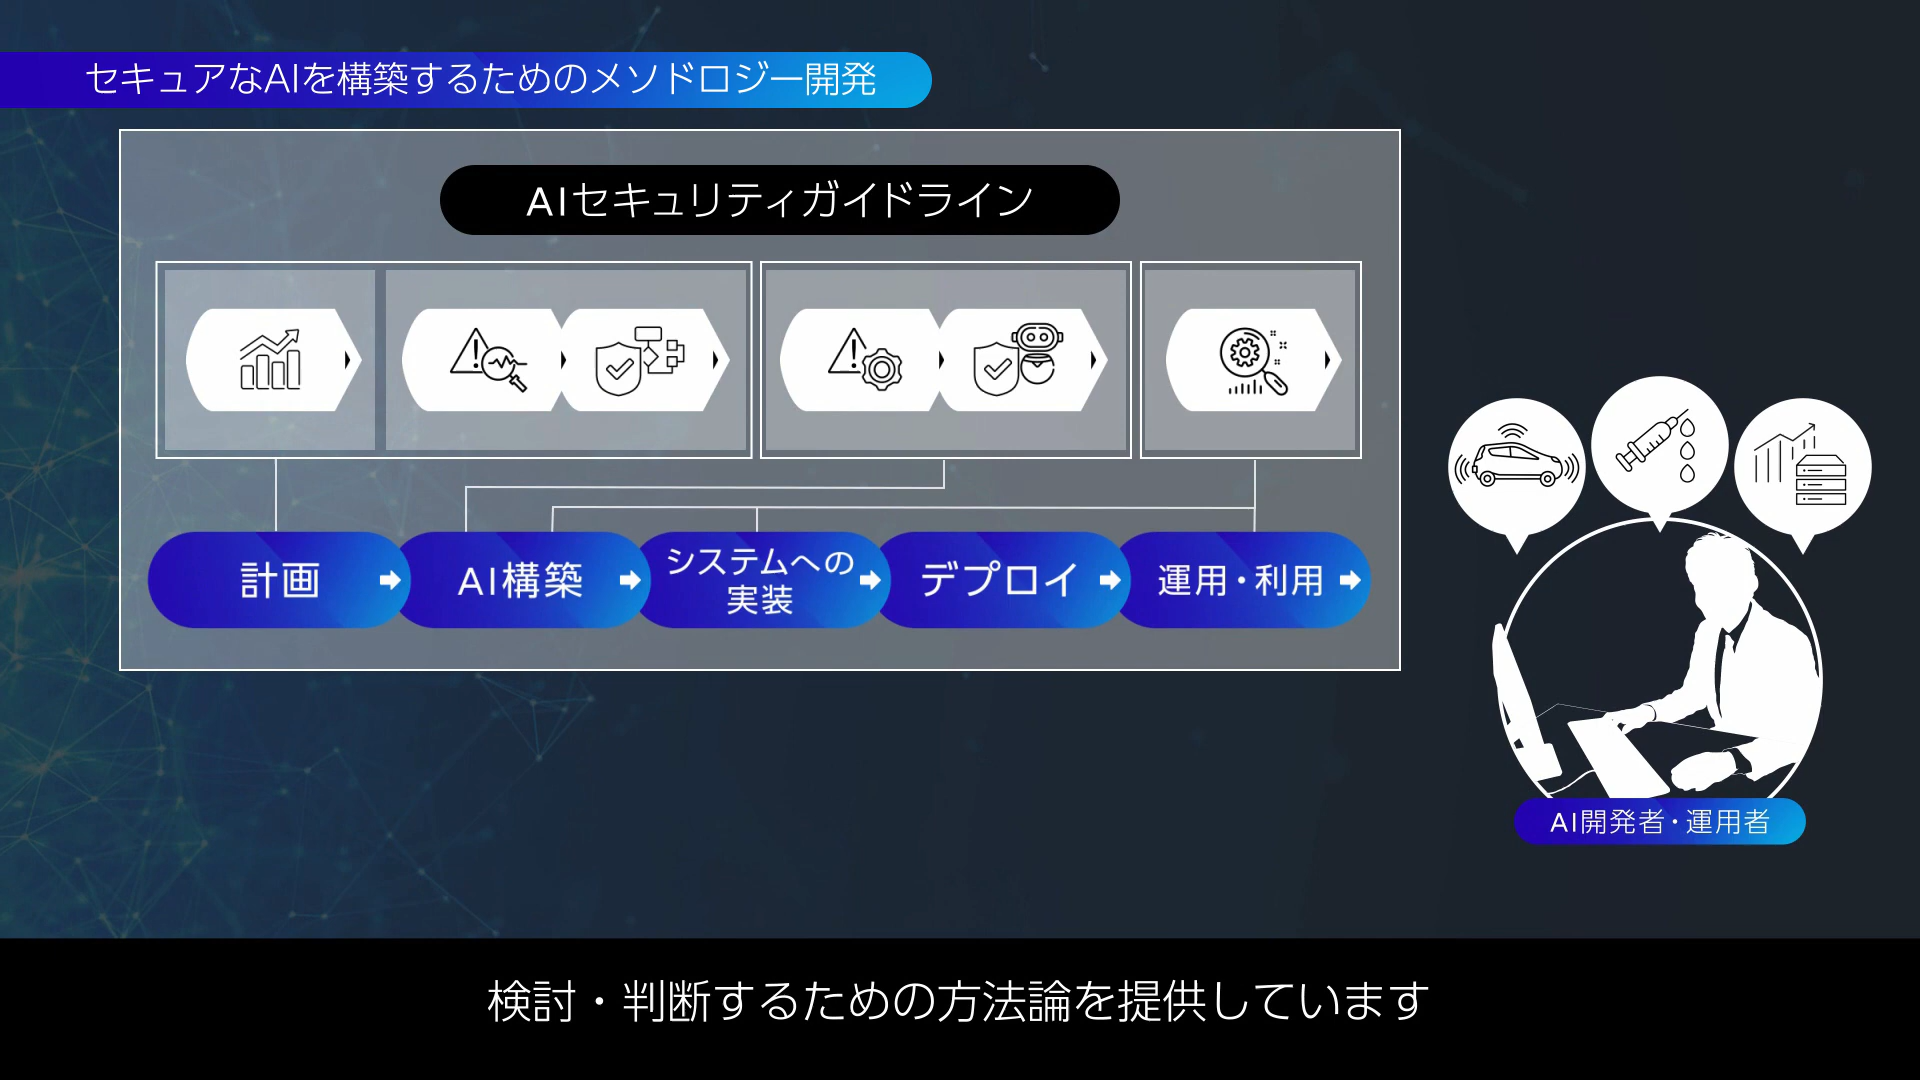 セキュアなAIを構築するためのメソドロジー開発
AIセキュリティガイドライン
計画
AI構築
システムへの
実装
デプロイ
運用・利用
AI開発者・運用者
検討・判断するための方法論を提供しています